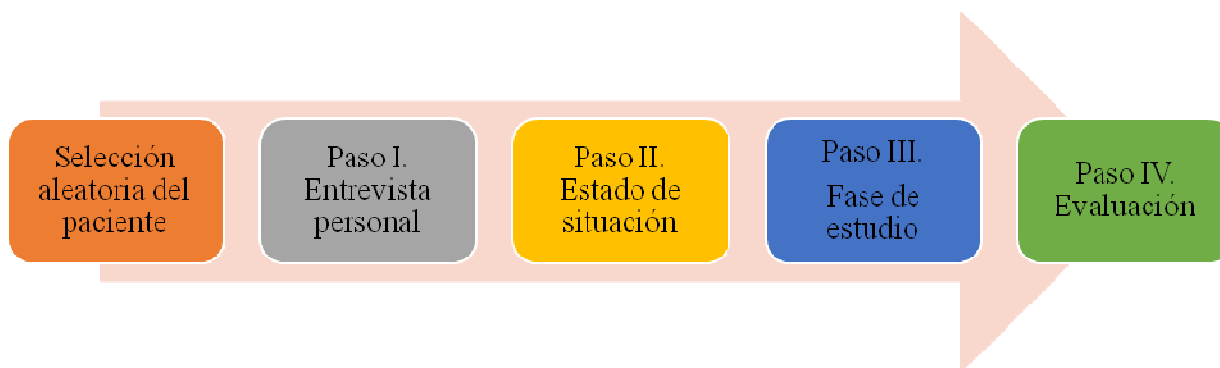 Selección
aleatoria del
paciente
Paso I.
Entrevista
personal
Paso II.
Estado de
situación
Paso III.
Fase de
estudio
Paso IV.
Evaluación